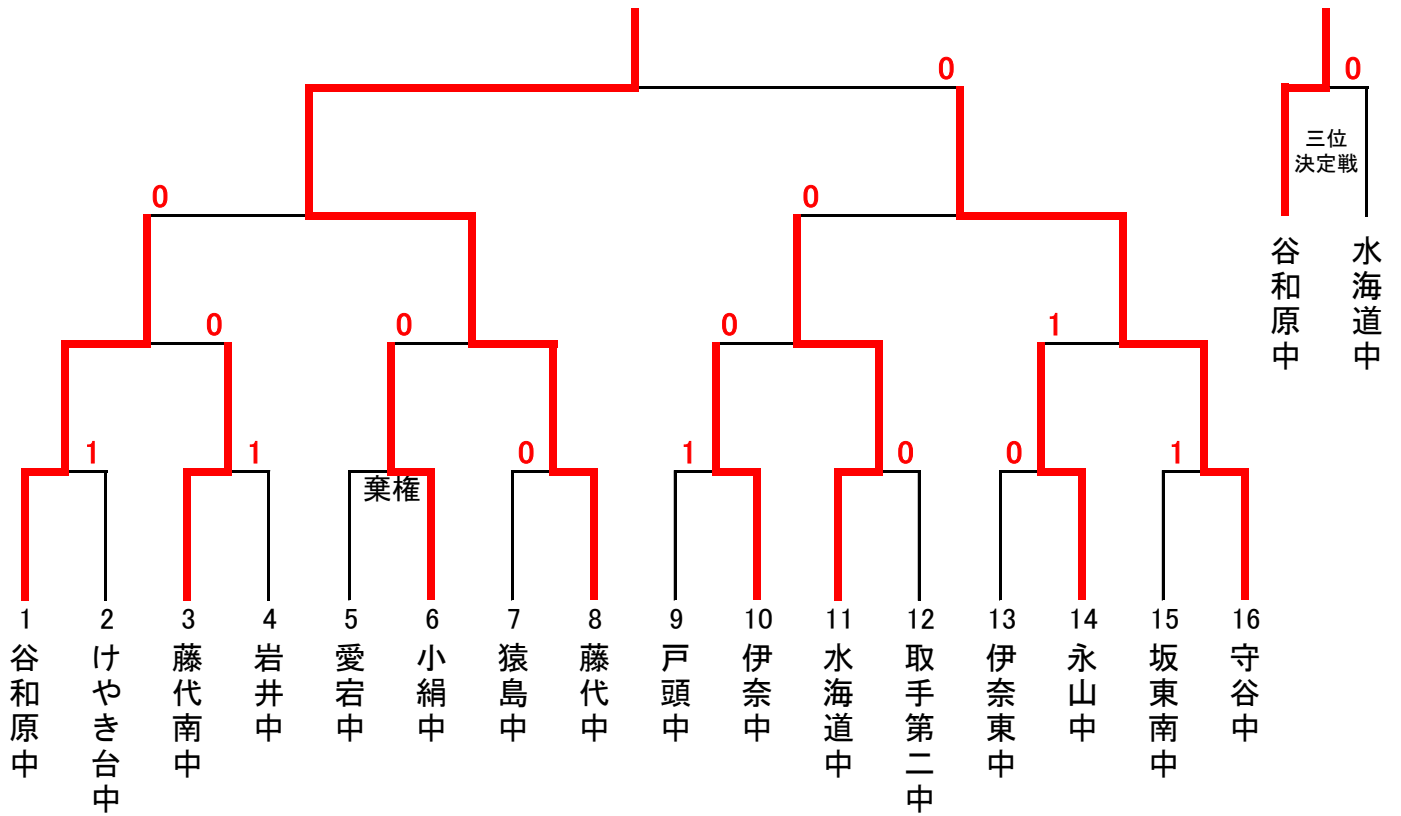 0
0
0
三位
決定戦
0
0
谷和原中
水海道中
0
0
0
1
1
1
0
1
0
0
1
棄権
1
2
3
4
5
6
7
8
9
10
11
12
13
14
15
16
谷和原中
けやき台中
藤代南中
岩井中
愛宕中
小絹中
猿島中
藤代中
戸頭中
伊奈中
水海道中
取手第二中
伊奈東中
永山中
坂東南中
守谷中